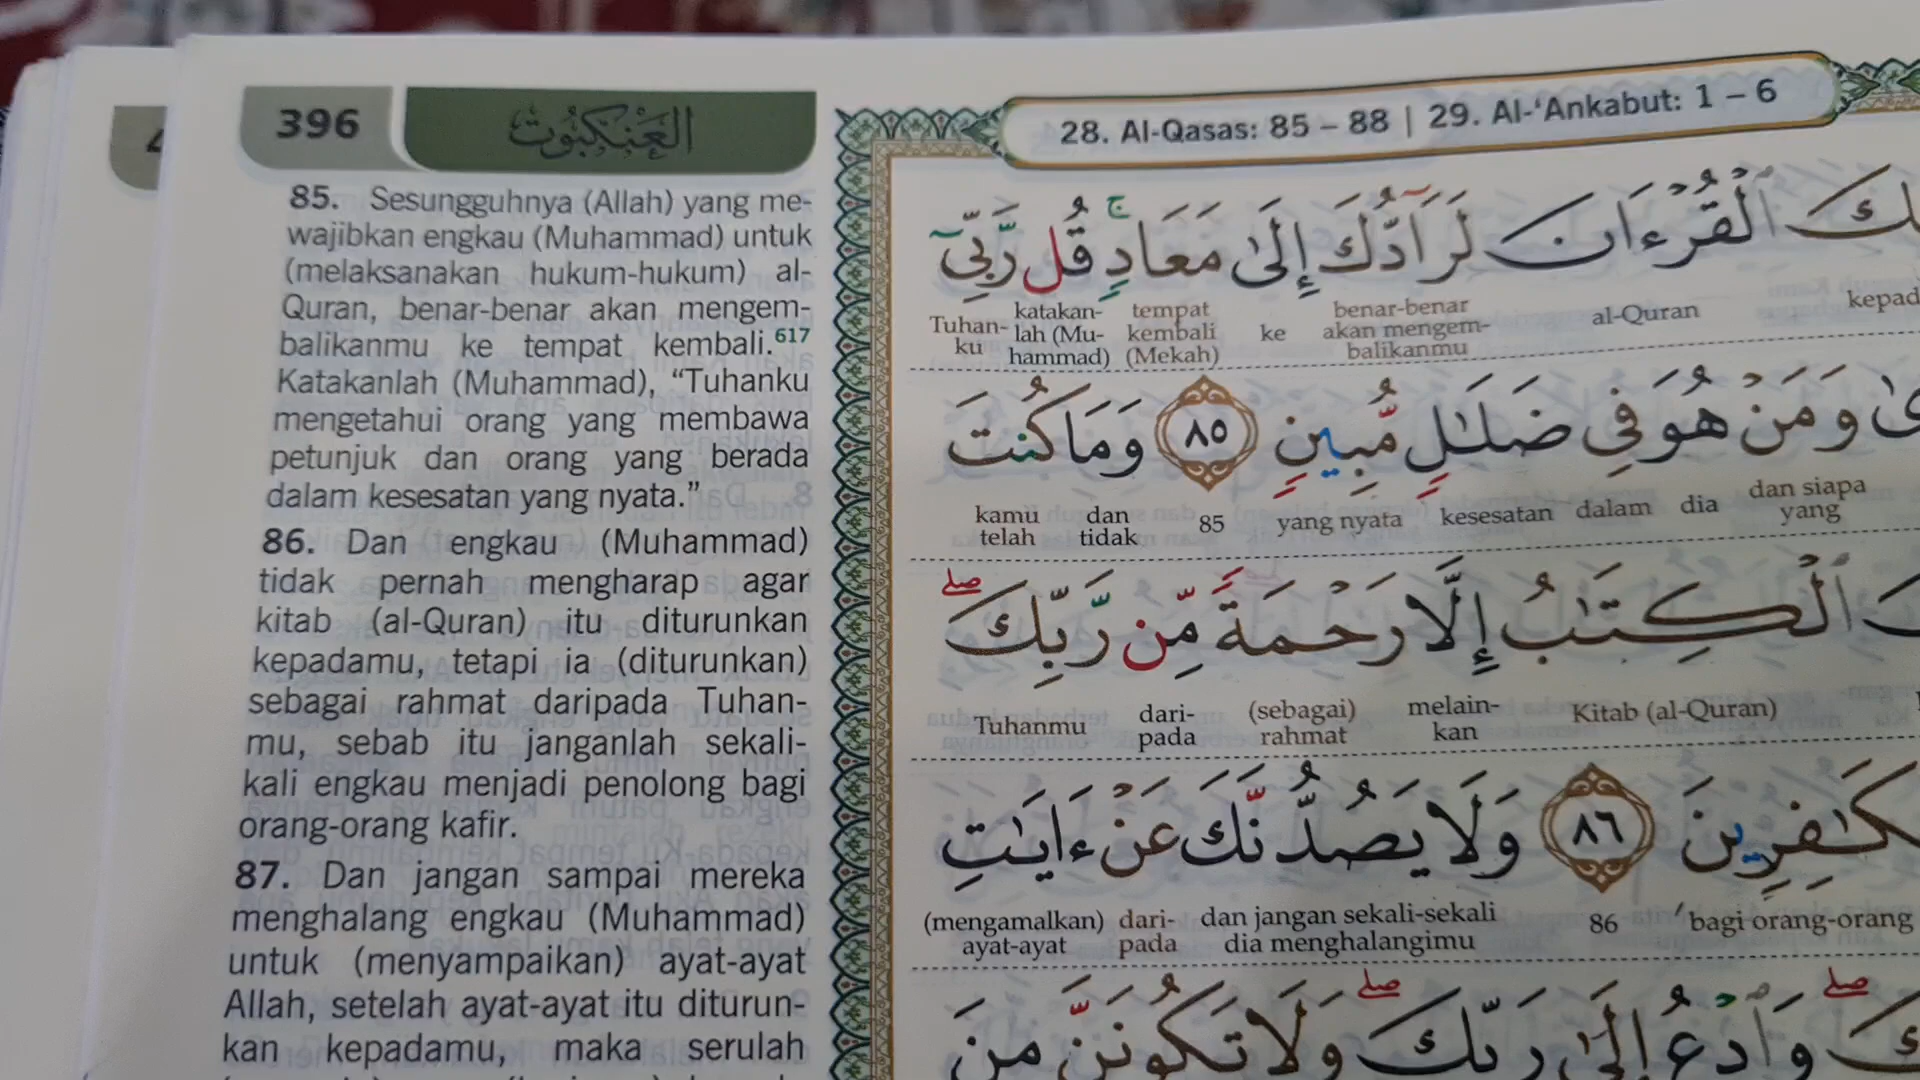 396
العنكبوت
28. Al-Qasas: 85 – 88 | 29. Al-‘Ankabut: 1 – 6
85. Sesungguhnya (Allah) yang me-
wajibkan engkau (Muhammad) untuk
(melaksanakan hukum-hukum) al-
Quran, benar-benar akan mengem-
balikanmu ke tempat kembali.617
Katakanlah (Muhammad), “Tuhanku
mengetahui orang yang membawa
petunjuk dan orang yang berada
dalam kesesatan yang nyata.”
86. Dan engkau (Muhammad)
tidak pernah mengharap agar
kitab (al-Quran) itu diturunkan
kepadamu, tetapi ia (diturunkan)
sebagai rahmat daripada Tuhan-
mu, sebab itu janganlah sekali-
kali engkau menjadi penolong bagi
orang-orang kafir.
87. Dan jangan sampai mereka
menghalang engkau (Muhammad)
untuk (menyampaikan) ayat-ayat
Allah, setelah ayat-ayat itu diturun-
kan kepadamu, maka serulah
ٱلْقُرْءَانَ لَرَآدُّكَ إِلَىٰ مَعَادٍ ۚ قُل رَّبِّىٓ
kepad
al-Quran
benar-benar akan mengem- balikanmu
ke
tempat kembali (Mekah)
katakan- lah (Mu- hammad)
Tuhan- ku
وَمَنْ هُوَ فِى ضَلَـٰلٍ مُّبِينٍ ٨٥ وَمَا كُنتَ
dan siapa yang
dia
dalam
kesesatan
yang nyata
85
dan tidak
kamu telah
ٱلْكِتَـٰبُ إِلَّا رَحْمَةً مِّن رَّبِّكَ ۖ
Kitab (al-Quran)
melain- kan
(sebagai) rahmat
dari- pada
Tuhanmu
كَـٰفِرِينَ ٨٦ وَلَا يَصُدُّنَّكَ عَنْ ءَايَـٰتِ
bagi orang-orang
86
dan jangan sekali-sekali dia menghalangimu
dari- pada
(mengamalkan) ayat-ayat
وَٱدْعُ إِلَىٰ رَبِّكَ ۖ وَلَا تَكُونَنَّ مِنَ